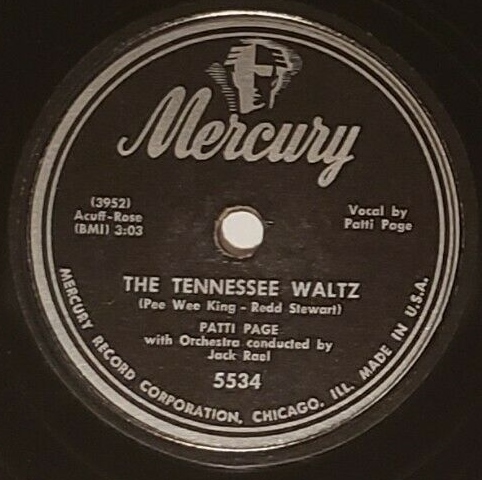 Mercury
(3952)
Acuff-Rose
(BMI) 3:03
Vocal by
Patti Page
THE TENNESSEE WALTZ
(Pee Wee King - Redd Stewart)
PATTI PAGE
with Orchestra conducted by
Jack Rael
5534
MERCURY RECORD CORPORATION, CHICAGO, ILL. MADE IN U.S.A.